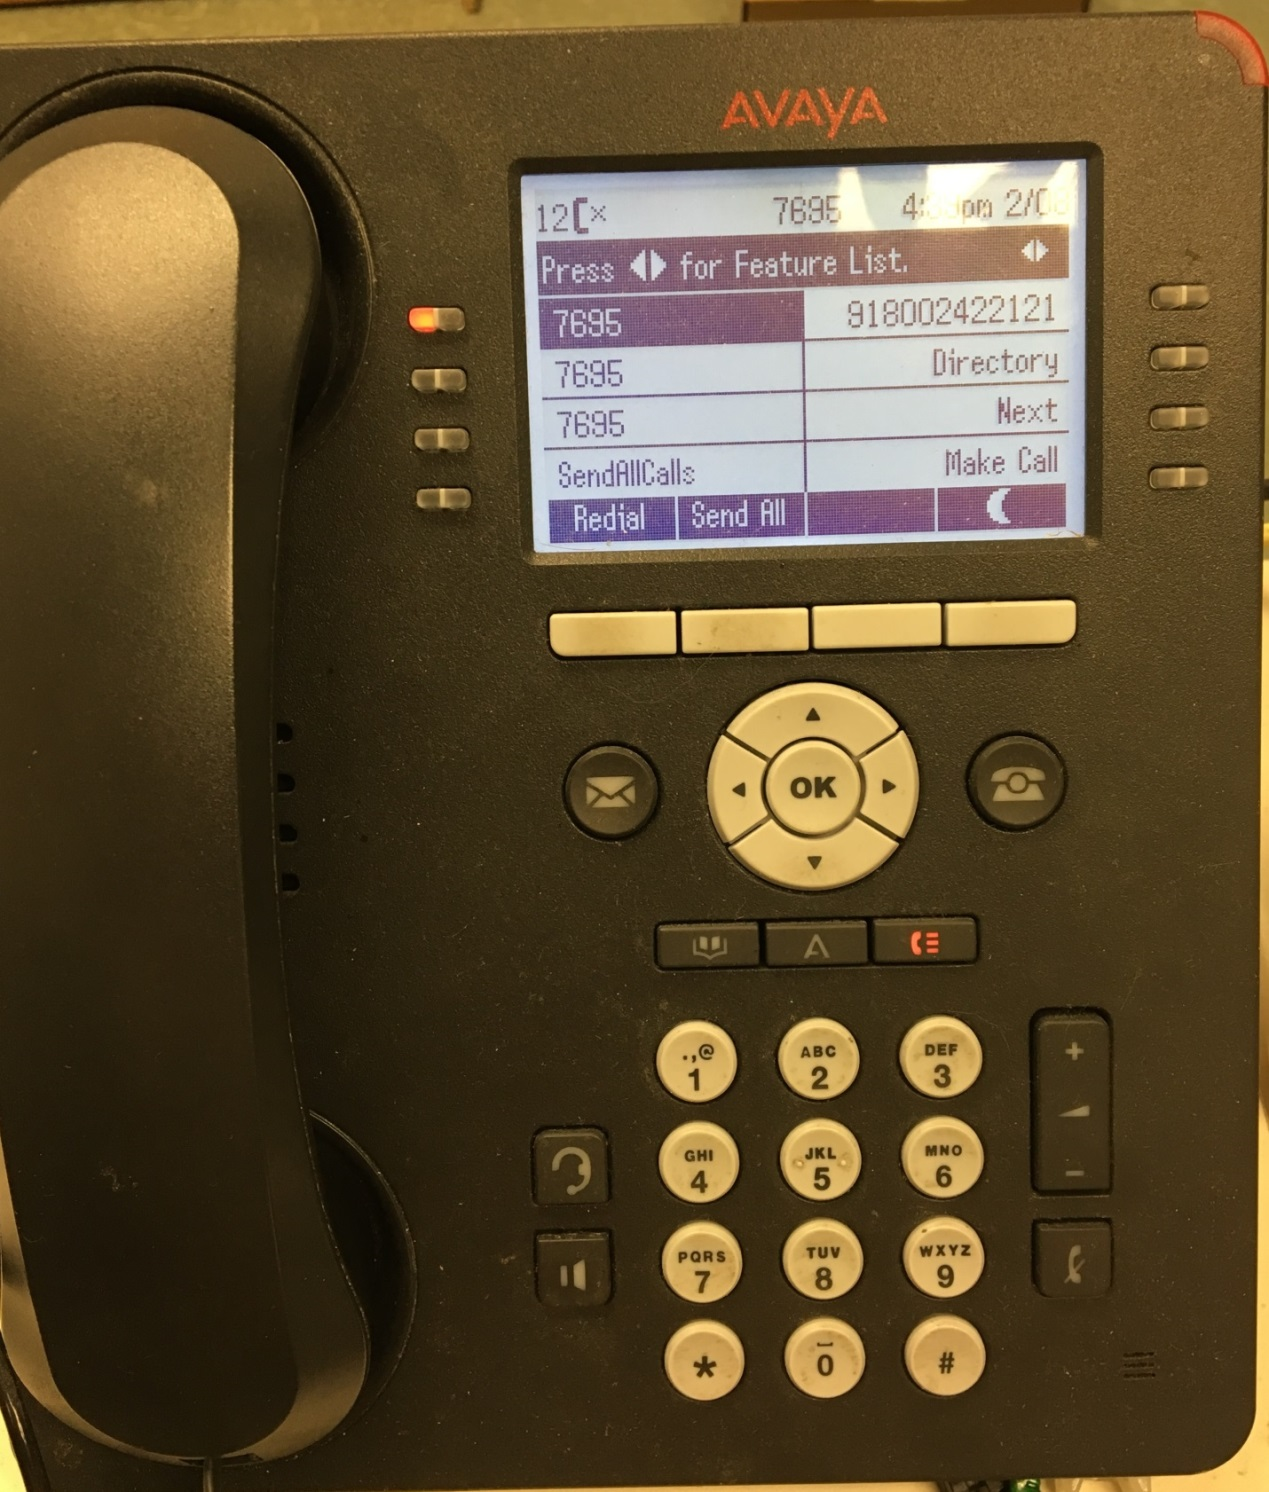 AVAYA
12 7695
Press for Feature List.
7695 918002422121
7695 Directory
7695 Next
SendAllCalls Make Call
Redial Send All
OK
.,@ ABC DEF
1 2 3
+
GHI JKL MNO
4 5 6
-
PQRS TUV WXYZ
7 8 9
* 0 #